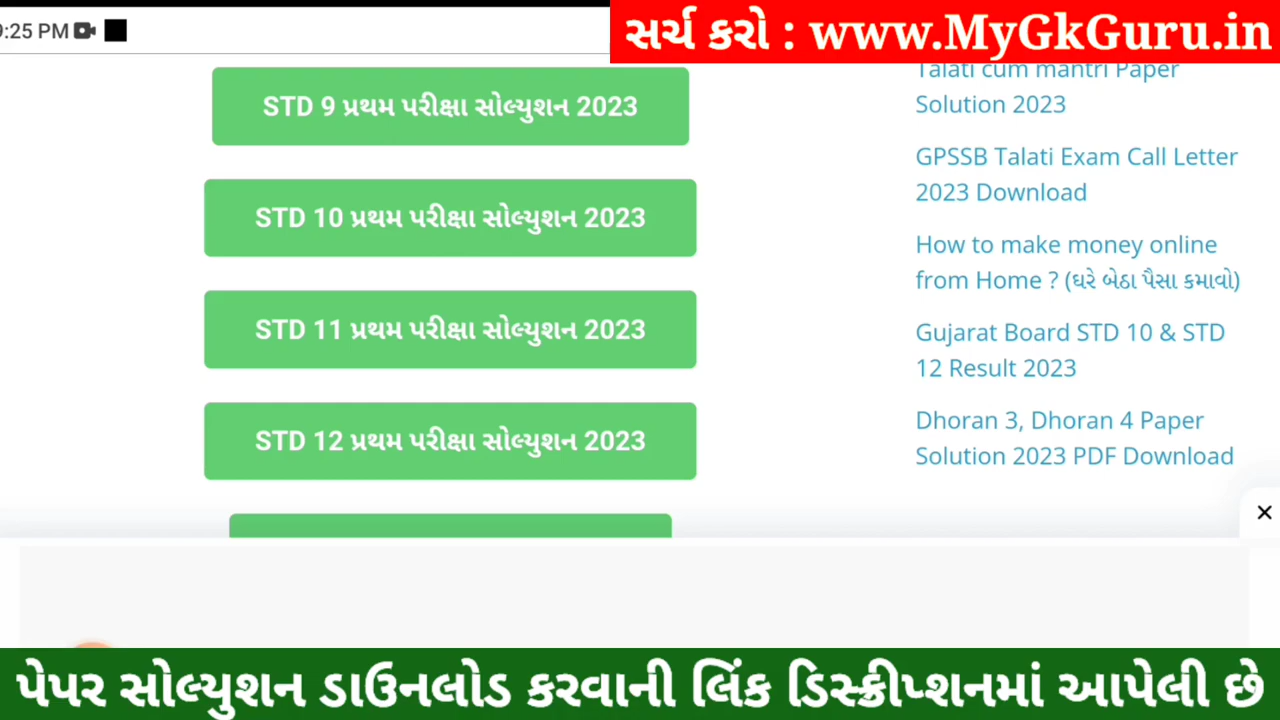 9:25 PM
સર્ચ કરો : www.MyGkGuru.in
STD 9 પ્રથમ પરીક્ષા સોલ્યુશન 2023
STD 10 પ્રથમ પરીક્ષા સોલ્યુશન 2023
STD 11 પ્રથમ પરીક્ષા સોલ્યુશન 2023
STD 12 પ્રથમ પરીક્ષા સોલ્યુશન 2023
Talati cum mantri Paper
Solution 2023
GPSSB Talati Exam Call Letter
2023 Download
How to make money online
from Home ? (ઘરે બેઠા પૈસા કમાવો)
Gujarat Board STD 10 & STD
12 Result 2023
Dhoran 3, Dhoran 4 Paper
Solution 2023 PDF Download
પેપર સોલ્યુશન ડાઉનલોડ કરવાની લિંક ડિસ્ક્રીપ્શનમાં આપેલી છે